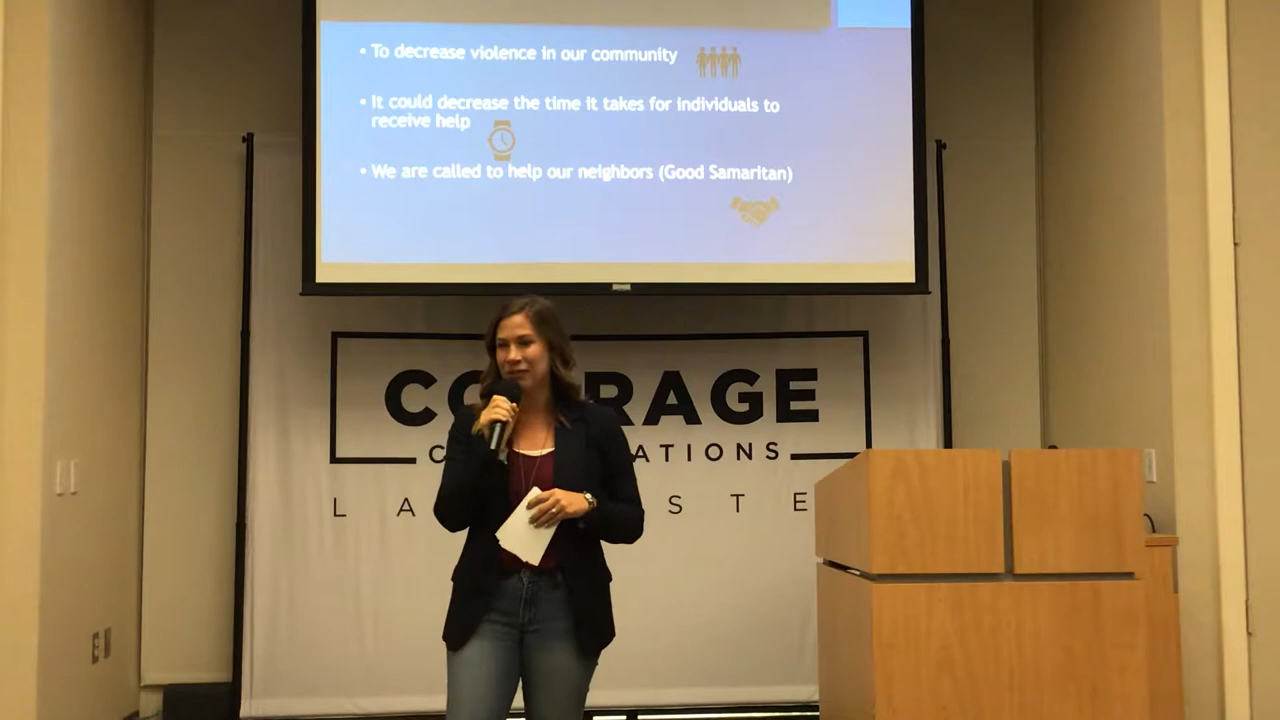 • To decrease violence in our community
• It could decrease the time it takes for individuals to
receive help
• We are called to help our neighbors (Good Samaritan)
RAGE
ATIONS